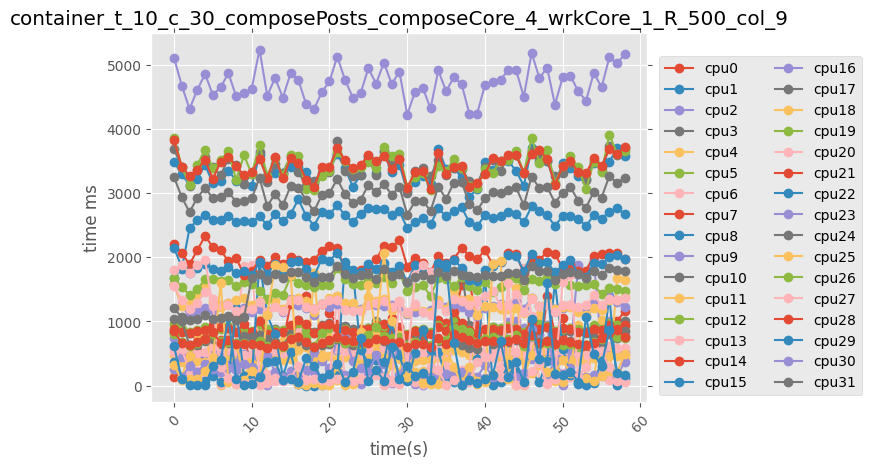 container_t_10_c_30_composePosts_composeCore_4_wrkCore_1_R_500_col_9
5000
4000
3000
2000
1000
0
time ms
0
10
20
30
40
50
60
time(s)
cpu0
cpu1
cpu2
cpu3
cpu4
cpu5
cpu6
cpu7
cpu8
cpu9
cpu10
cpu11
cpu12
cpu13
cpu14
cpu15
cpu16
cpu17
cpu18
cpu19
cpu20
cpu21
cpu22
cpu23
cpu24
cpu25
cpu26
cpu27
cpu28
cpu29
cpu30
cpu31